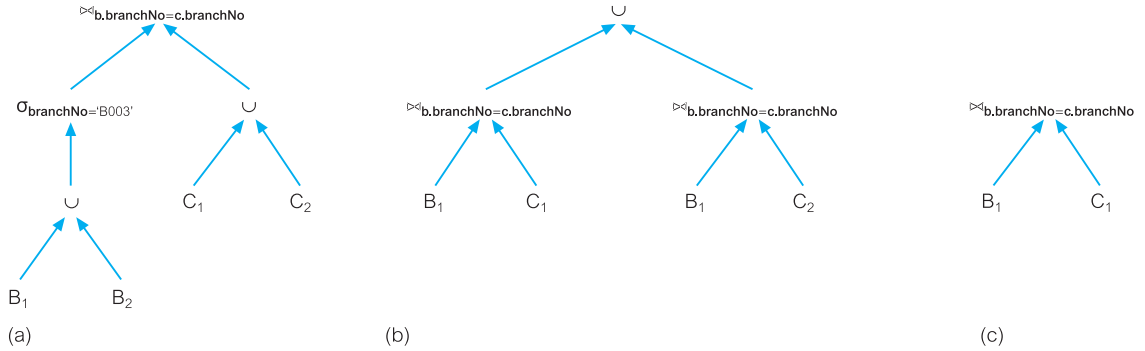 ⋈b.branchNo=c.branchNo
∪
σbranchNo='B003'
∪
⋈b.branchNo=c.branchNo
⋈b.branchNo=c.branchNo
⋈b.branchNo=c.branchNo
∪
C₁
C₂
B₁
C₁
B₁
C₂
B₁
C₁
B₁
B₂
(a)
(b)
(c)